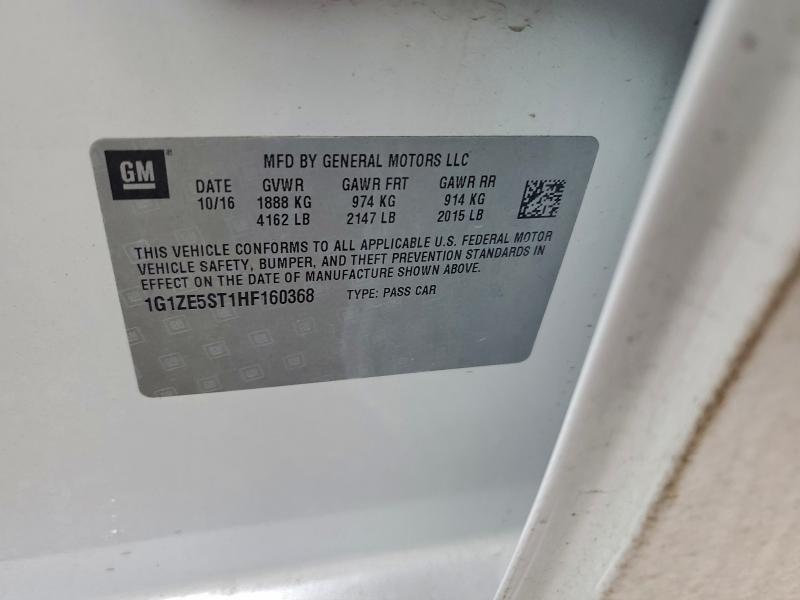 GM
MFD BY GENERAL MOTORS LLC
DATE GVWR GAWR FRT GAWR RR
10/16 1888 KG 974 KG 914 KG
4162 LB 2147 LB 2015 LB
THIS VEHICLE CONFORMS TO ALL APPLICABLE U.S. FEDERAL MOTOR
VEHICLE SAFETY, BUMPER, AND THEFT PREVENTION STANDARDS IN
EFFECT ON THE DATE OF MANUFACTURE SHOWN ABOVE.
1G1ZE5ST1HF160368 TYPE: PASS CAR